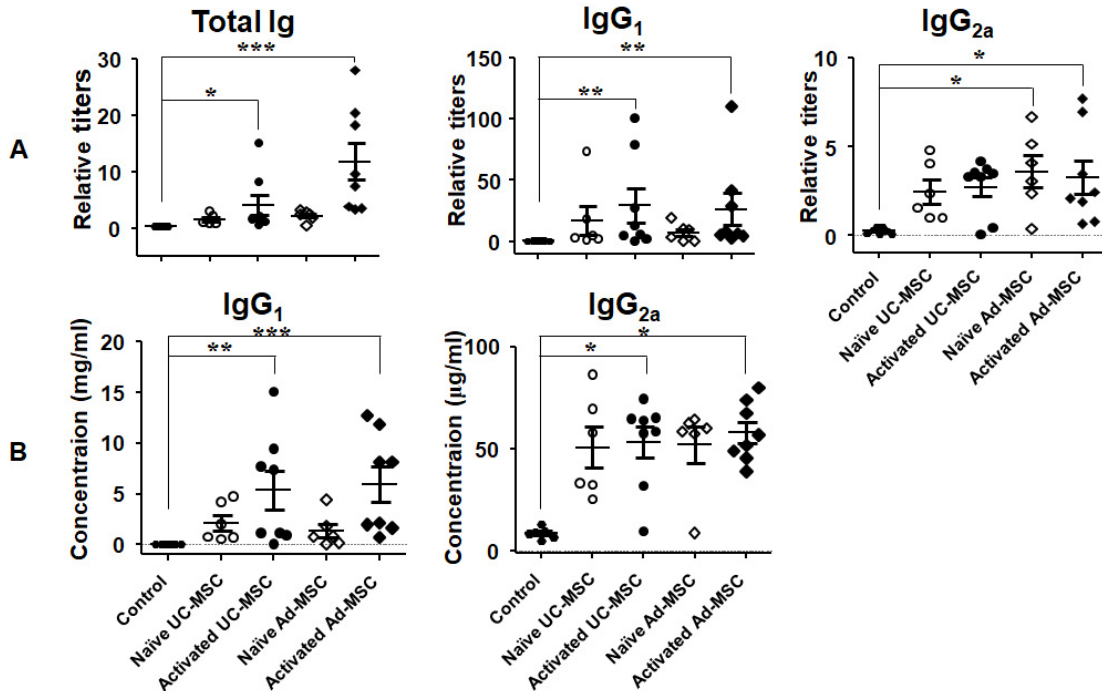 A
Total Ig
Relative titers
30
20
10
0
***
*
IgG1
Relative titers
150
100
50
0
**
**
IgG2a
Relative titers
10
5
0
*
*
Control
Naïve UC-MSC
Activated UC-MSC
Naïve Ad-MSC
Activated Ad-MSC
B
IgG1
Concentraion (mg/ml)
20
15
10
5
0
***
**
Control
Naïve UC-MSC
Activated UC-MSC
Naïve Ad-MSC
Activated Ad-MSC
IgG2a
Concentraion (µg/ml)
100
50
0
*
*
Control
Naïve UC-MSC
Activated UC-MSC
Naïve Ad-MSC
Activated Ad-MSC